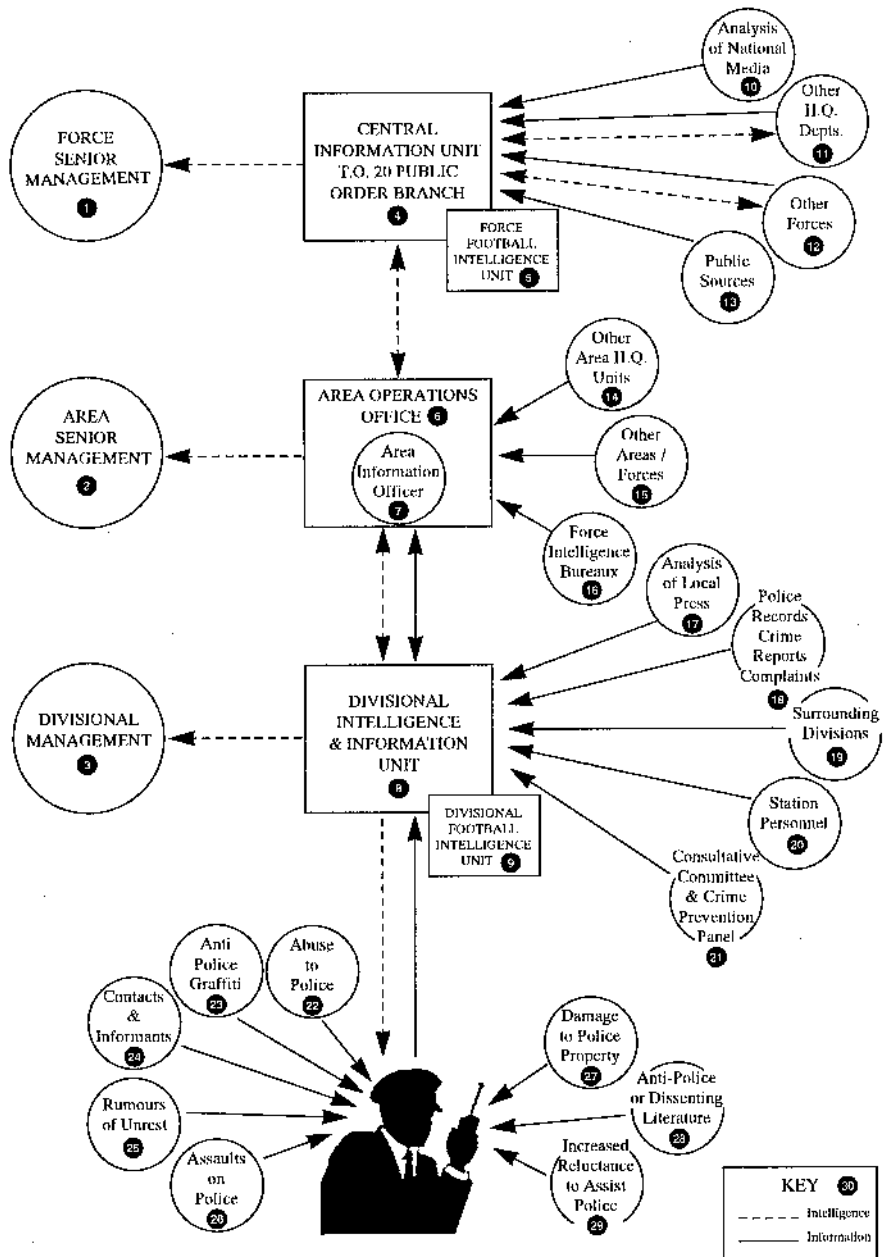 FORCE
SENIOR
MANAGEMENT
1
CENTRAL
INFORMATION UNIT
T.O. 20 PUBLIC
ORDER BRANCH
4
FORCE
FOOTBALL
INTELLIGENCE
UNIT 5
Analysis
of National
Media
10
Other
H.Q.
Depts.
11
Other
Forces
12
Public
Sources
13
AREA
SENIOR
MANAGEMENT
2
AREA OPERATIONS
OFFICE 6
Area
Information
Officer
7
Other
Area H.Q.
Units
14
Other
Areas /
Forces
15
Force
Intelligence
Bureaux
16
DIVISIONAL
MANAGEMENT
3
DIVISIONAL
INTELLIGENCE
& INFORMATION
UNIT
8
DIVISIONAL
FOOTBALL
INTELLIGENCE
UNIT 9
Analysis
of Local
Press
17
Police
Records
Crime
Reports
Complaints
18
Surrounding
Divisions
19
Station
Personnel
20
Consultative
Committee
& Crime
Prevention
Panel
21
Abuse
to
Police
22
Anti
Police
Graffiti
23
Contacts
&
Informants
24
Rumours
of Unrest
25
Assaults
on
Police
26
Damage
to Police
Property
27
Anti-Police
or Dissenting
Literature
28
Increased
Reluctance
to Assist
Police
29
KEY 30
Intelligence
Information